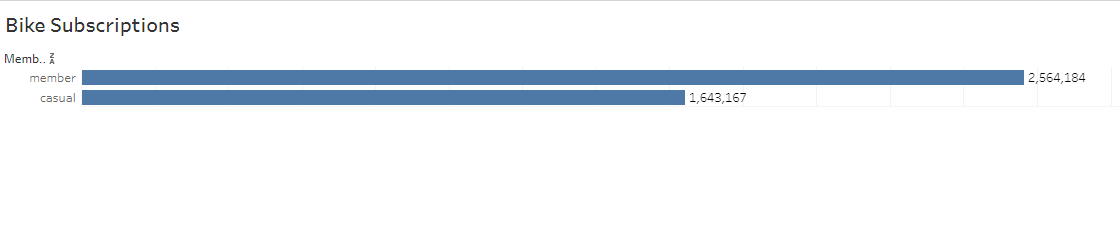 Bike Subscriptions
Memb..
member 2,564,184
casual 1,643,167